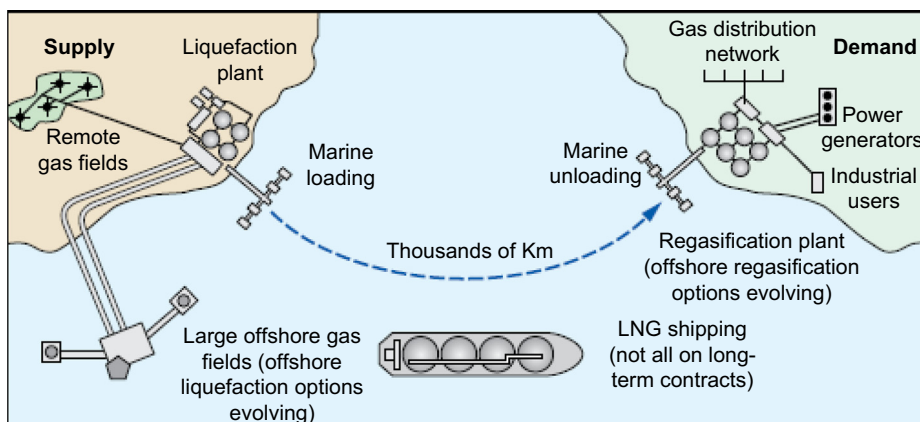 Supply
Liquefaction
plant
Remote
gas fields
Marine
loading
Gas distribution
network
Demand
Power
generators
Marine
unloading
Industrial
users
Thousands of Km
Regasification plant
(offshore regasification
options evolving)
Large offshore gas
fields (offshore
liquefaction options
evolving)
LNG shipping
(not all on long-
term contracts)